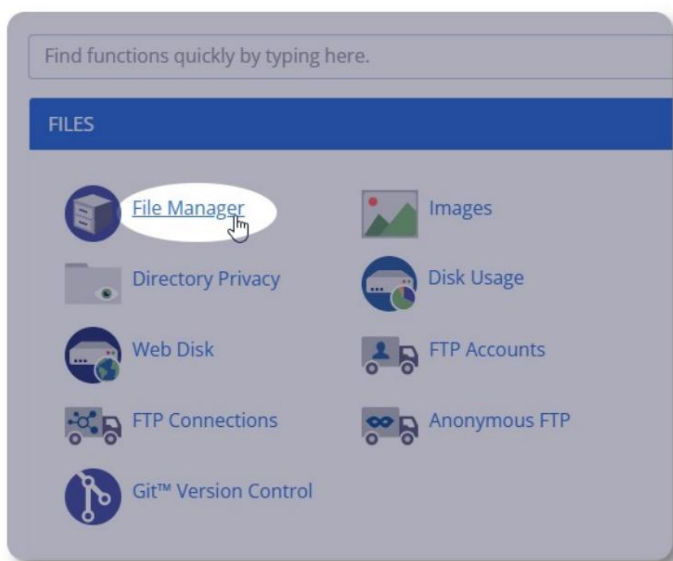 Find functions quickly by typing here.
FILES
File Manager
Images
Directory Privacy
Disk Usage
Web Disk
FTP Accounts
FTP Connections
Anonymous FTP
Git™ Version Control